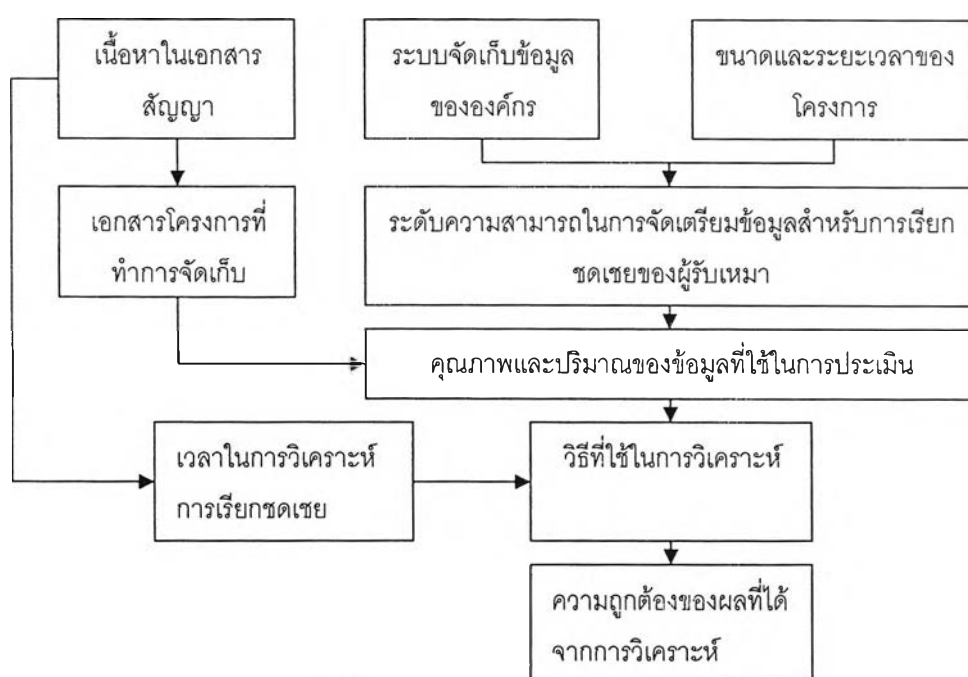 เนื้อหาในเอกสาร
สัญญา
ระบบจัดเก็บข้อมูล
ขององค์กร
ขนาดและระยะเวลาของ
โครงการ
เอกสารโครงการที่
ทำการจัดเก็บ
ระดับความสามารถในการจัดเตรียมข้อมูลสำหรับการเรียก
ชดเชยของผู้รับเหมา
คุณภาพและปริมาณของข้อมูลที่ใช้ในการประเมิน
เวลาในการวิเคราะห์
การเรียกชดเชย
วิธีที่ใช้ในการวิเคราะห์
ความถูกต้องของผลที่ได้
จากการวิเคราะห์